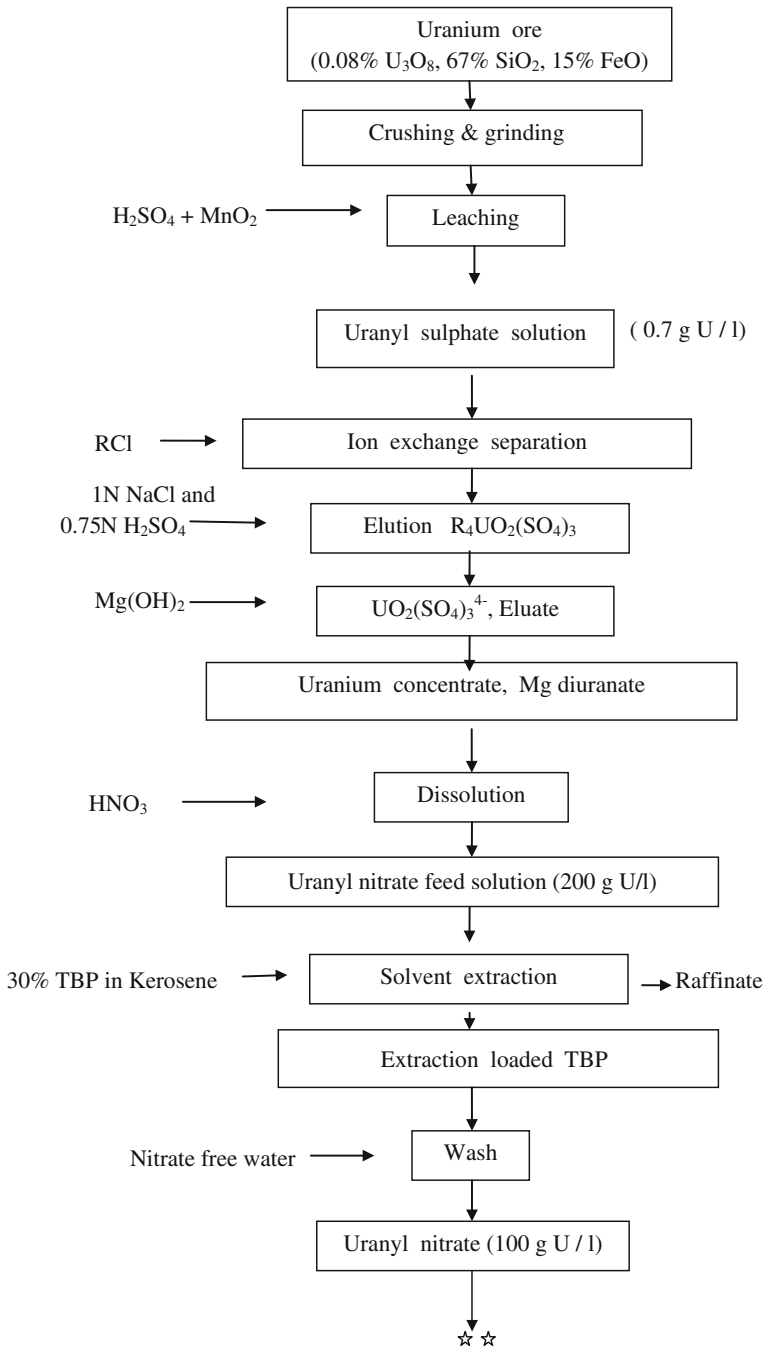 Uranium ore
(0.08% U₃O₈, 67% SiO₂, 15% FeO)
Crushing & grinding
H₂SO₄ + MnO₂
Leaching
Uranyl sulphate solution
( 0.7 g U / l)
RCl
Ion exchange separation
1N NaCl and
0.75N H₂SO₄
Elution R₄UO₂(SO₄)₃
Mg(OH)₂
UO₂(SO₄)₃⁴⁻, Eluate
Uranium concentrate, Mg diuranate
HNO₃
Dissolution
Uranyl nitrate feed solution (200 g U/l)
30% TBP in Kerosene
Solvent extraction
Raffinate
Extraction loaded TBP
Nitrate free water
Wash
Uranyl nitrate (100 g U / l)